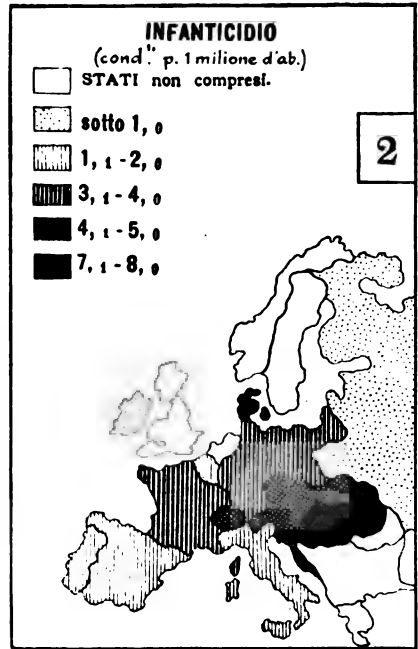 INFANTICIDIO
(cond." p. 1 milione d'ab.)
STATI non compresi.
sotto 1, 0
1, 1 - 2, 0
3, 1 - 4, 0
4, 1 - 5, 0
7, 1 - 8, 0
2